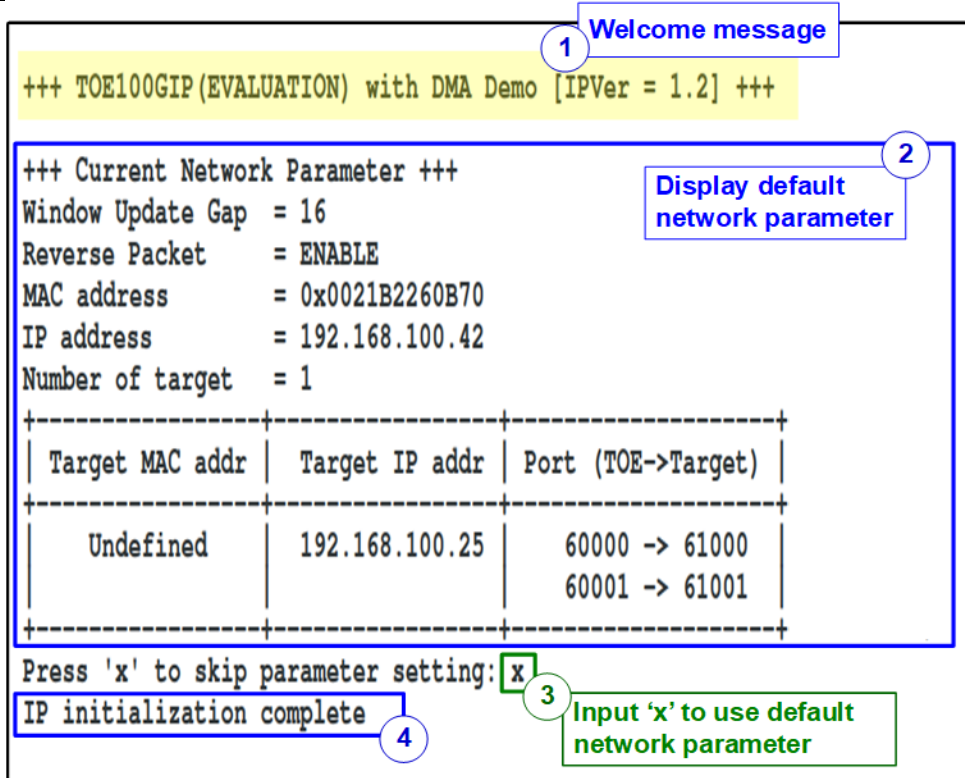 Welcome message
1
+++ TOE100GIP(EVALUATION) with DMA Demo [IPVer = 1.2] +++
2
+++ Current Network Parameter +++
Display default
network parameter
Window Update Gap = 16
Reverse Packet = ENABLE
MAC address = 0x0021B2260B70
IP address = 192.168.100.42
Number of target = 1
Target MAC addr | Target IP addr | Port (TOE->Target)
Undefined | 192.168.100.25 | 60000 -> 61000
60001 -> 61001
Press 'x' to skip parameter setting: x
3
Input ‘x’ to use default
network parameter
IP initialization complete
4